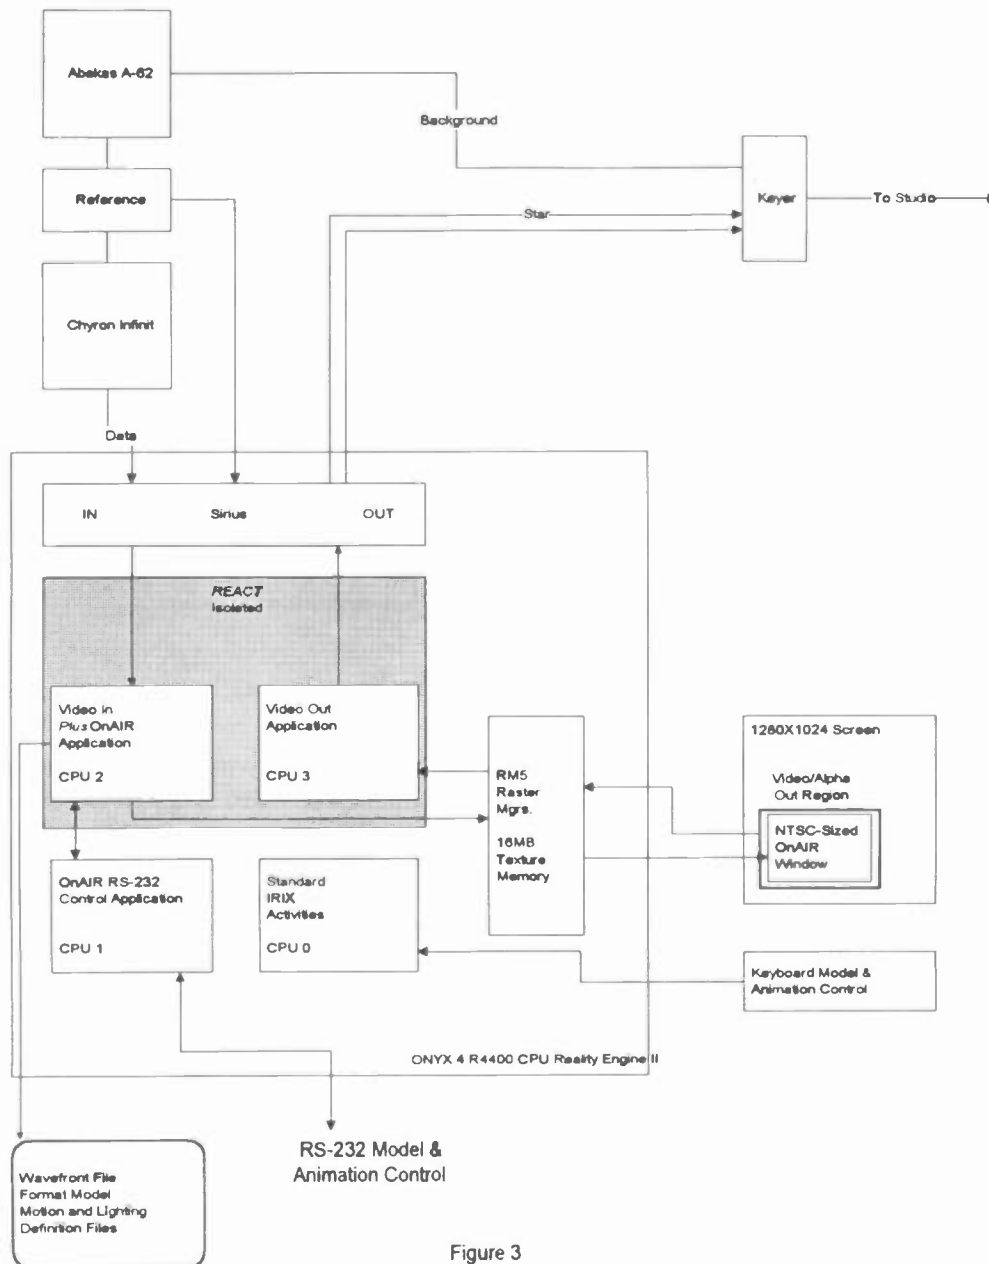 Abakas A-62
Background
Reference
Keyer
To Studio
Star
Chyron Infinit
Data
IN
Sirius
OUT
REACT
Isolated
Video In
Plus OnAIR
Application
CPU 2
Video Out
Application
CPU 3
RM5
Raster
Mgrs.
16MB
Texture
Memory
1280X1024 Screen
Video/Alpha
Out Region
NTSC-Sized
OnAIR
Window
OnAIR RS-232
Control Application
CPU 1
Standard
IRIX
Activities
CPU 0
Keyboard Model &
Animation Control
ONYX 4 R4400 CPU Reality Engine II
RS-232 Model &
Animation Control
Wavefront File
Format Model
Motion and Lighting
Definition Files
Figure 3